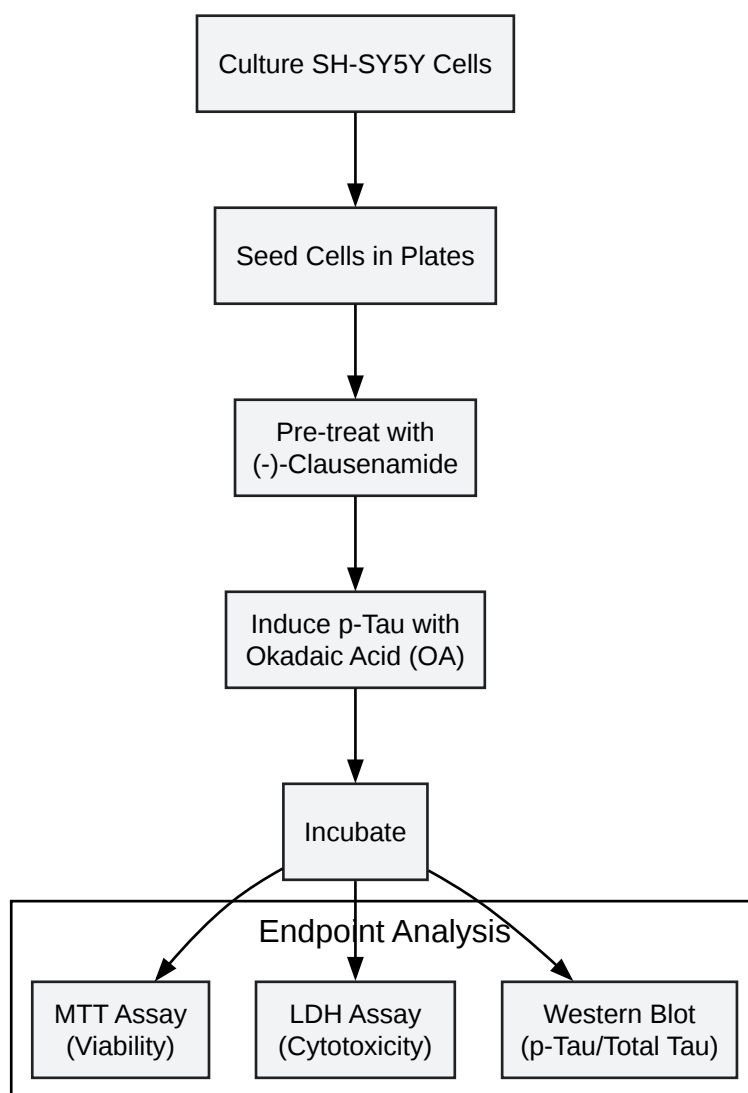 Culture SH-SY5Y Cells
Seed Cells in Plates
Pre-treat with
(-)-Clausenamide
Induce p-Tau with
Okadaic Acid (OA)
Incubate
Endpoint Analysis
MTT Assay
(Viability)
LDH Assay
(Cytotoxicity)
Western Blot
(p-Tau/Total Tau)